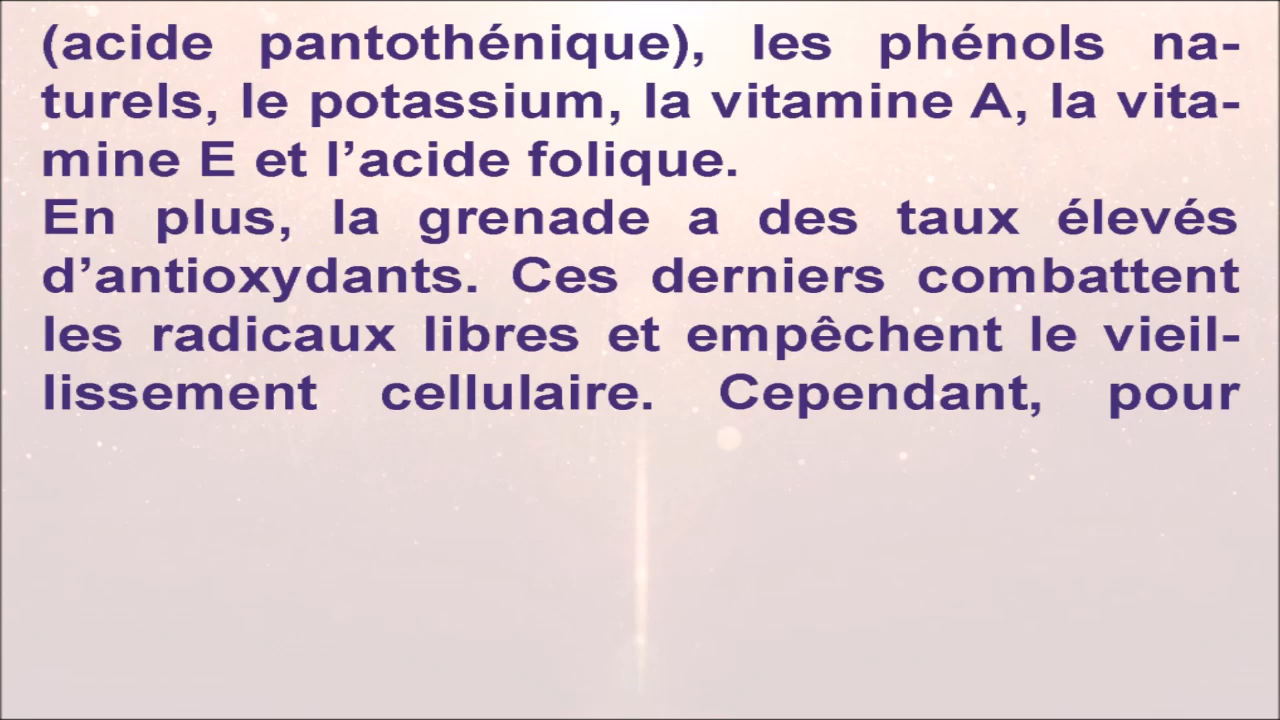 (acide pantothénique), les phénols na-
turels, le potassium, la vitamine A, la vita-
mine E et l’acide folique.
En plus, la grenade a des taux élevés
d’antioxydants. Ces derniers combattent
les radicaux libres et empêchent le vieil-
lissement cellulaire. Cependant, pour